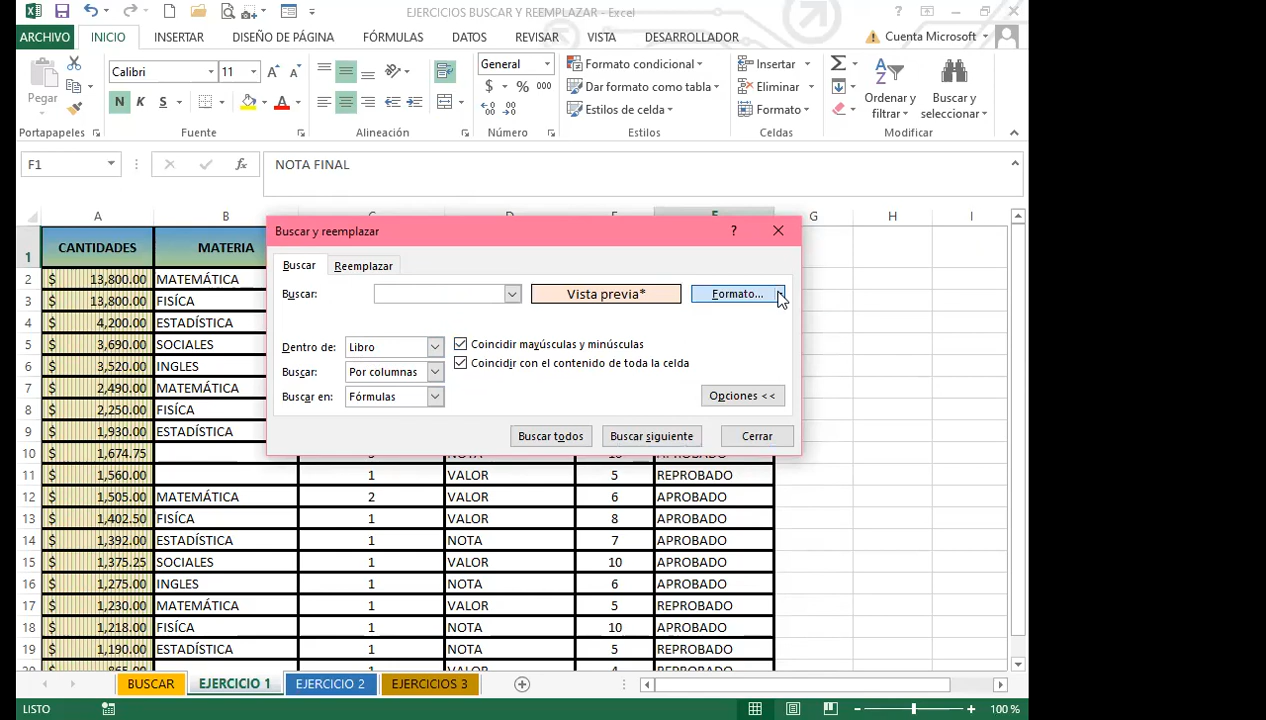 EJERCICIOS BUSCAR Y REEMPLAZAR - Excel
ARCHIVO INICIO INSERTAR DISEÑO DE PÁGINA FÓRMULAS DATOS REVISAR VISTA DESARROLLADOR Cuenta Microsoft
Pegar
Calibri 11
N K S
General
$ % 000
Formato condicional
Dar formato como tabla
Estilos de celda
Insertar
Eliminar
Formato
Ordenar y filtrar
Buscar y seleccionar
Portapapeles Fuente Alineación Número Estilos Celdas Modificar
F1 fx NOTA FINAL
A B C D E F G H I
1 CANTIDADES MATERIA
2 $ 13,800.00 MATEMÁTICA
3 $ 13,800.00 FISÍCA
4 $ 4,200.00 ESTADÍSTICA
5 $ 3,690.00 SOCIALES
6 $ 3,520.00 INGLES
7 $ 2,490.00 MATEMÁTICA
8 $ 2,250.00 FISÍCA
9 $ 1,930.00 ESTADÍSTICA
Buscar y reemplazar ?
Buscar Reemplazar
Buscar: Vista previa* Formato...
Dentro de: Libro Coincidir mayúsculas y minúsculas
Buscar: Por columnas Coincidir con el contenido de toda la celda
Buscar en: Fórmulas Opciones <<
Buscar todos Buscar siguiente Cerrar
10 $ 1,674.75
11 $ 1,560.00 1 VALOR 5 REPROBADO
12 $ 1,505.00 MATEMÁTICA 2 VALOR 6 APROBADO
13 $ 1,402.50 FISÍCA 1 VALOR 8 APROBADO
14 $ 1,392.00 ESTADÍSTICA 1 NOTA 7 APROBADO
15 $ 1,375.25 SOCIALES 1 VALOR 10 APROBADO
16 $ 1,275.00 INGLES 1 NOTA 6 APROBADO
17 $ 1,230.00 MATEMÁTICA 1 VALOR 5 REPROBADO
18 $ 1,218.00 FISÍCA 1 NOTA 10 APROBADO
19 $ 1,190.00 ESTADÍSTICA 1 NOTA 5 REPROBADO
BUSCAR EJERCICIO 1 EJERCICIO 2 EJERCICIOS 3
LISTO 100 %